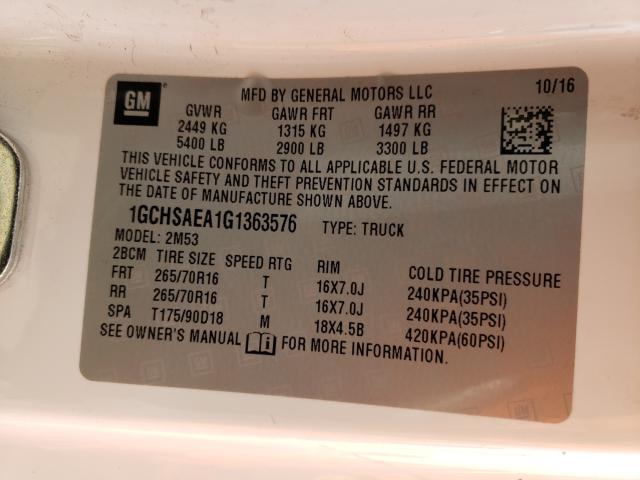 GM
MFD BY GENERAL MOTORS LLC
10/16
GVWR GAWR FRT GAWR RR
2449 KG 1315 KG 1497 KG
5400 LB 2900 LB 3300 LB
THIS VEHICLE CONFORMS TO ALL APPLICABLE U.S. FEDERAL MOTOR
VEHICLE SAFETY AND THEFT PREVENTION STANDARDS IN EFFECT ON
THE DATE OF MANUFACTURE SHOWN ABOVE.
1GCHSAEA1G1363576 TYPE: TRUCK
MODEL: 2M53
2BCM TIRE SIZE SPEED RTG RIM COLD TIRE PRESSURE
FRT 265/70R16 T 16X7.0J 240KPA(35PSI)
RR 265/70R16 T 16X7.0J 240KPA(35PSI)
SPA T175/90D18 M 18X4.5B 420KPA(60PSI)
SEE OWNER'S MANUAL FOR MORE INFORMATION.